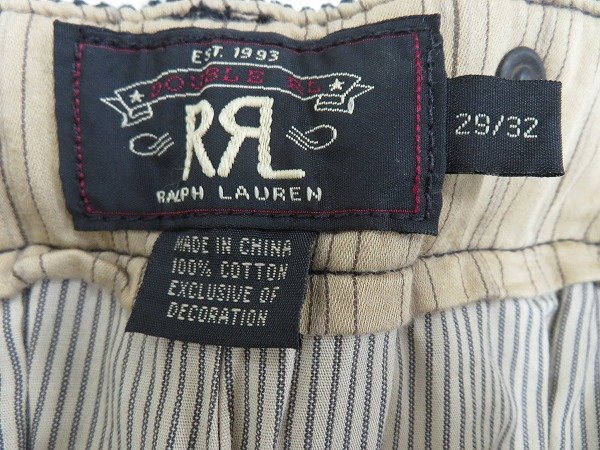 EST. 1993
DOUBLE RL
RRL
RALPH LAUREN
29/32
MADE IN CHINA
100% COTTON
EXCLUSIVE OF
DECORATION